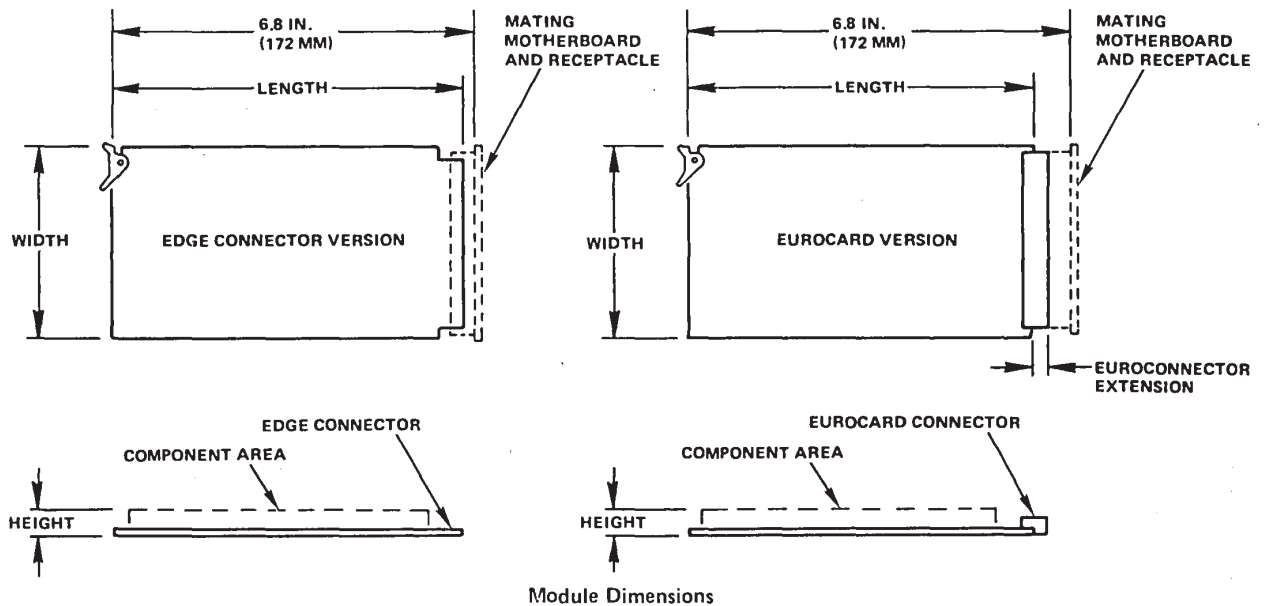 6.8 IN.
(172 MM)
MATING
MOTHERBOARD
AND RECEPTACLE
LENGTH
WIDTH
EDGE CONNECTOR VERSION
6.8 IN.
(172 MM)
MATING
MOTHERBOARD
AND RECEPTACLE
LENGTH
WIDTH
EUROCARD VERSION
EUROCONNECTOR
EXTENSION
EDGE CONNECTOR
COMPONENT AREA
HEIGHT
EUROCARD CONNECTOR
COMPONENT AREA
HEIGHT
Module Dimensions